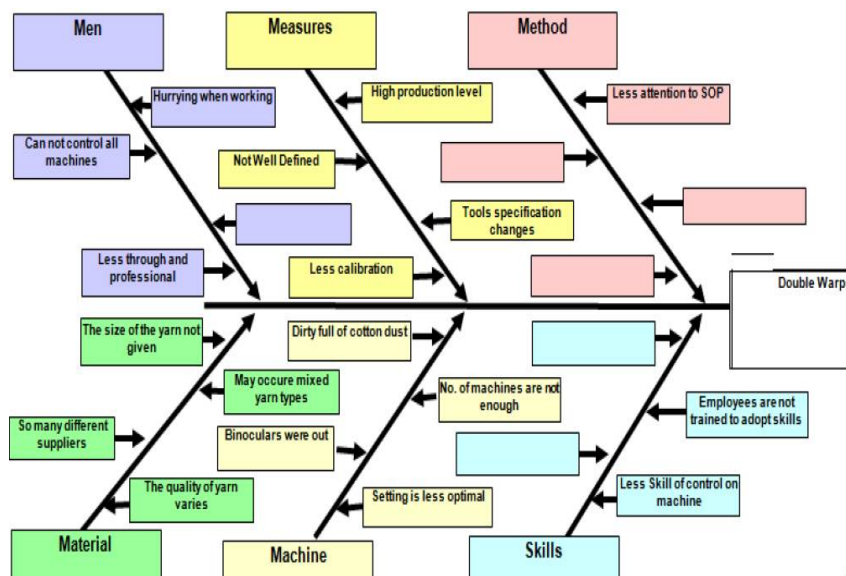 Men
Measures
Method
Hurrying when working
High production level
Less attention to SOP
Can not control all
machines
Not Well Defined
Tools specification
changes
Less through and
professional
Less calibration
Double Warp
The size of the yarn not
given
Dirty full of cotton dust
May occure mixed
yarn types
No. of machines are not
enough
Employees are not
trained to adopt skills
So many different
suppliers
Binoculars were out
The quality of yarn
varies
Setting is less optimal
Less Skill of control on
machine
Material
Machine
Skills